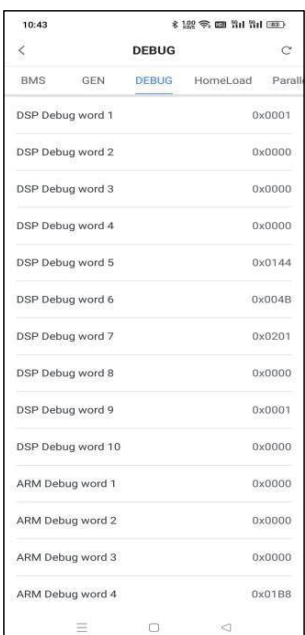 10:43
DEBUG
BMS GEN DEBUG HomeLoad Paralle
DSP Debug word 1 0x0001
DSP Debug word 2 0x0000
DSP Debug word 3 0x0000
DSP Debug word 4 0x0000
DSP Debug word 5 0x0144
DSP Debug word 6 0x004B
DSP Debug word 7 0x0201
DSP Debug word 8 0x0000
DSP Debug word 9 0x0001
DSP Debug word 10 0x0000
ARM Debug word 1 0x0000
ARM Debug word 2 0x0000
ARM Debug word 3 0x0000
ARM Debug word 4 0x01B8